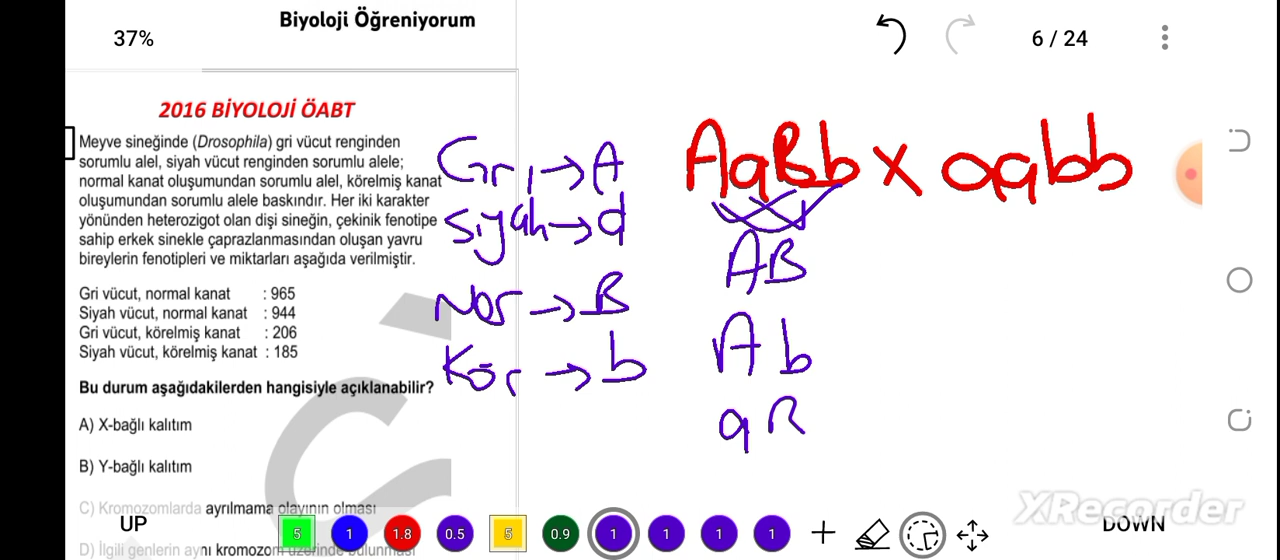 Biyoloji Öğreniyorum
37%
6 / 24
2016 BİYOLOJİ ÖABT
Meyve sineğinde (Drosophila) gri vücut renginden
sorumlu alel, siyah vücut renginden sorumlu alele;
normal kanat oluşumundan sorumlu alel, körelmiş kanat
oluşumundan sorumlu alele baskındır. Her iki karakter
yönünden heterozigot olan dişi sineğin, çekinik fenotipe
sahip erkek sinekle çaprazlanmasından oluşan yavru
bireylerin fenotipleri ve miktarları aşağıda verilmiştir.
Gri vücut, normal kanat : 965
Siyah vücut, normal kanat : 944
Gri vücut, körelmiş kanat : 206
Siyah vücut, körelmiş kanat : 185
Bu durum aşağıdakilerden hangisiyle açıklanabilir?
A) X-bağlı kalıtım
B) Y-bağlı kalıtım
C) Kromozomlarda ayrılmama olayının olması
D) İlgili genlerin aynı kromozom üzerinde bulunması
Gri → A
Siyah → a
Nor → B
Kör → b
AaBb x aabb
AB
Ab
aB
UP
5 1 1.8 0.5 5 0.9 1 1 1 1
DOWN
XRecorder